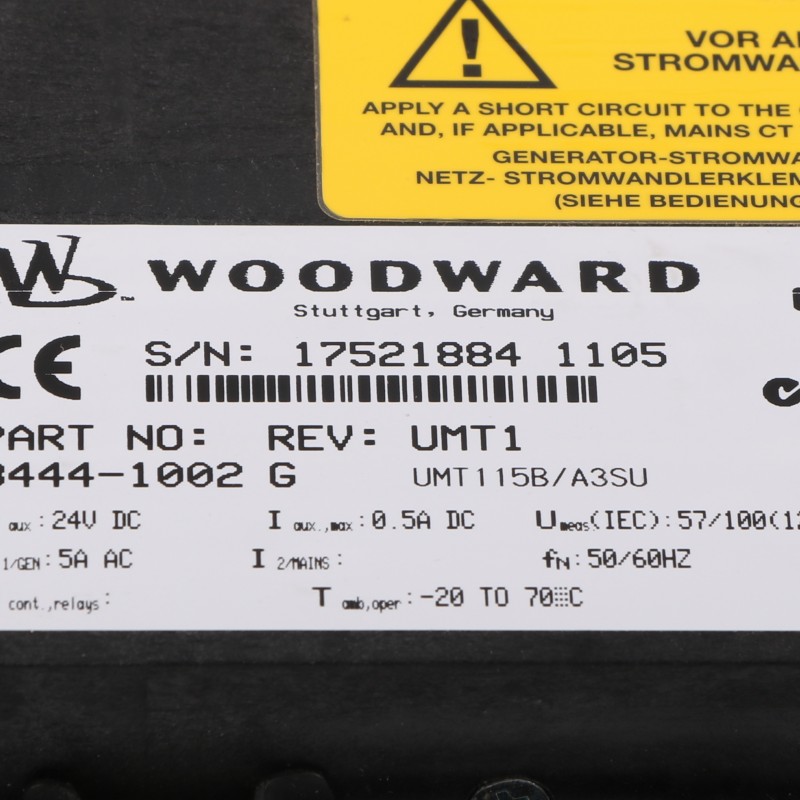 VOR
STROMWA
APPLY A SHORT CIRCUIT TO THE
AND, IF APPLICABLE, MAINS CT
GENERATOR-STROMWA
NETZ- STROMWANDLERKLEM
(SIEHE BEDIENUNG
WOODWARD
Stuttgart, Germany
CE S/N: 17521884 1105
PART NO: REV: UMT1
8444-1002 G UMT115B/A3SU
aux: 24V DC I aux.,max: 0.5A DC Umeas(IEC): 57/100(12
1/GEN: 5A AC I 2/MAINS: fN: 50/60HZ
cont.,relays: T amb,oper: -20 TO 70 C